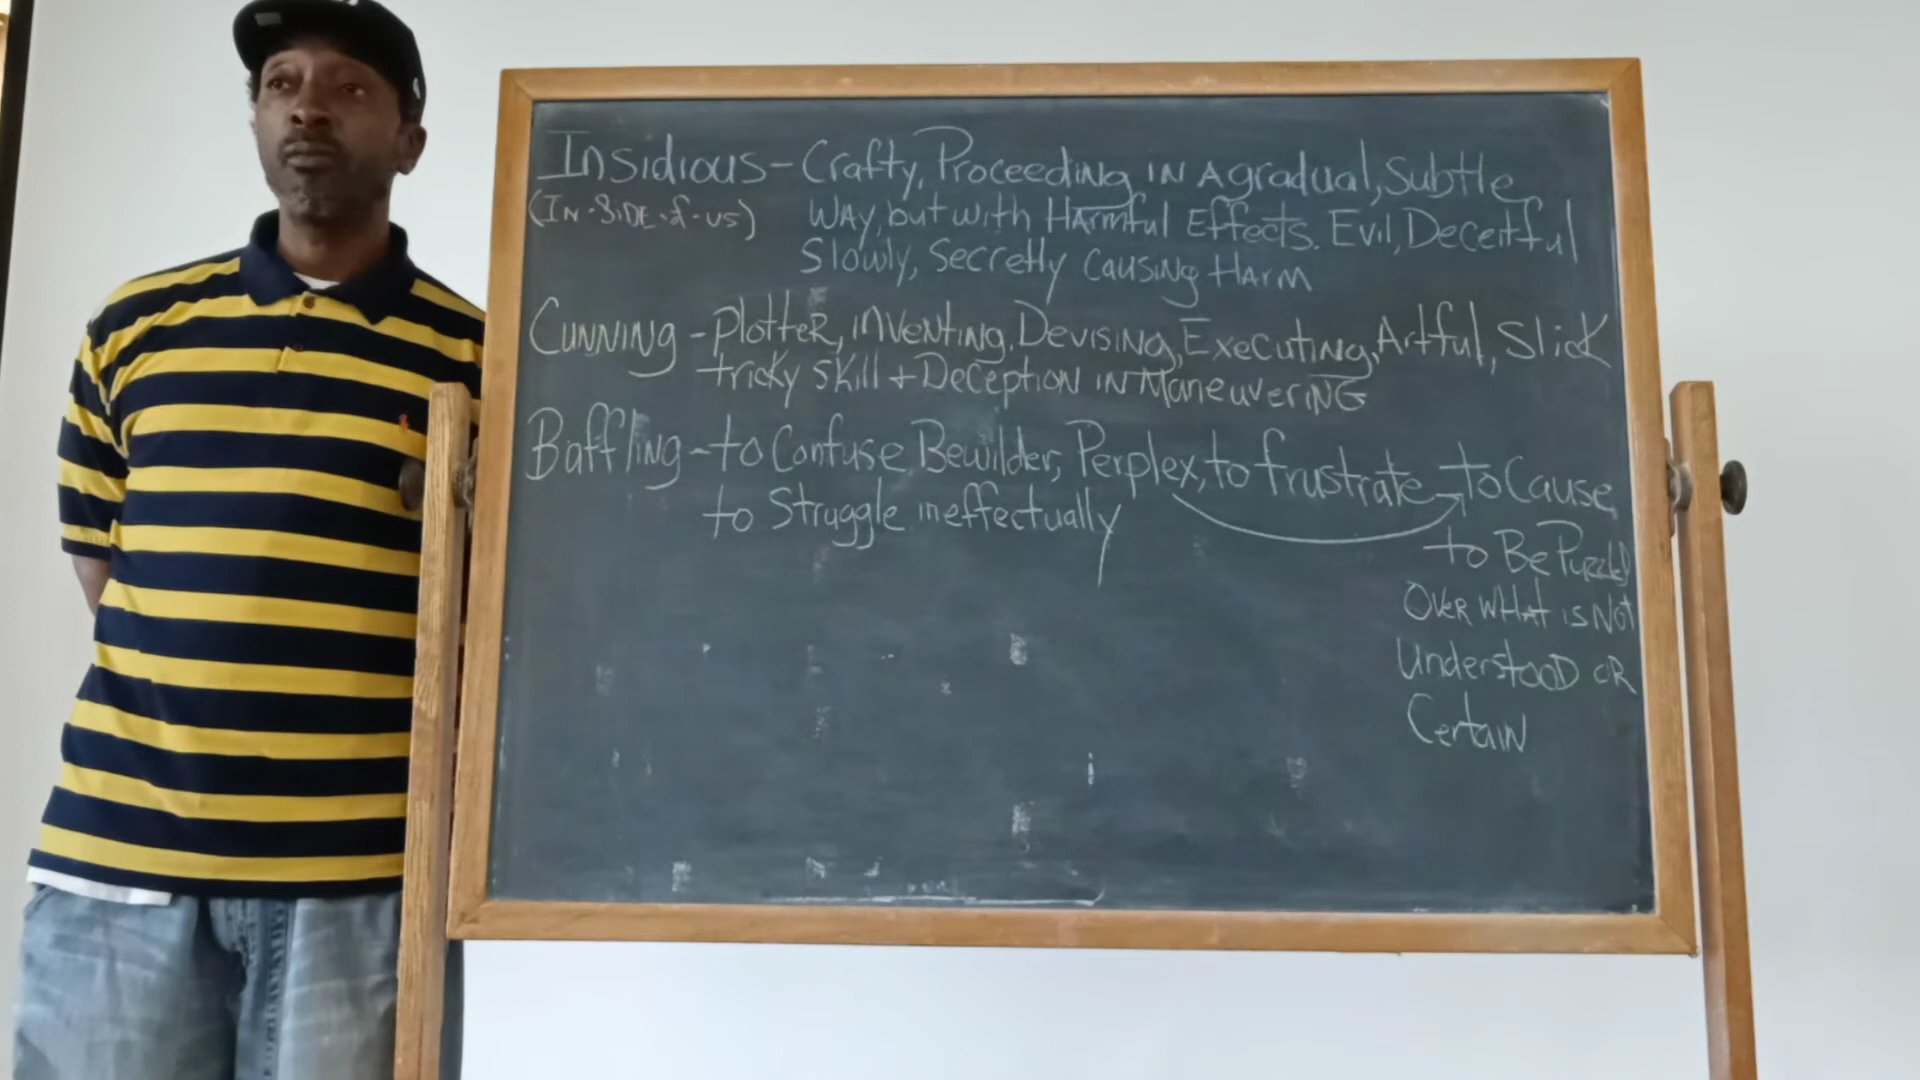 Insidious - Crafty, Proceeding in A gradual, Subtle
(In-Side-of-us) way, but with Harmful Effects. Evil, Deceitful
Slowly, Secretly causing Harm
Cunning - Plotter, inventing, Devising, Executing, Artful, Slick
tricky skill + Deception in Maneuvering
Baffling - to Confuse Bewilder, Perplex, to frustrate to Cause
to Struggle ineffectually
to Be Puzzled
over what is Not
Understood or
Certain